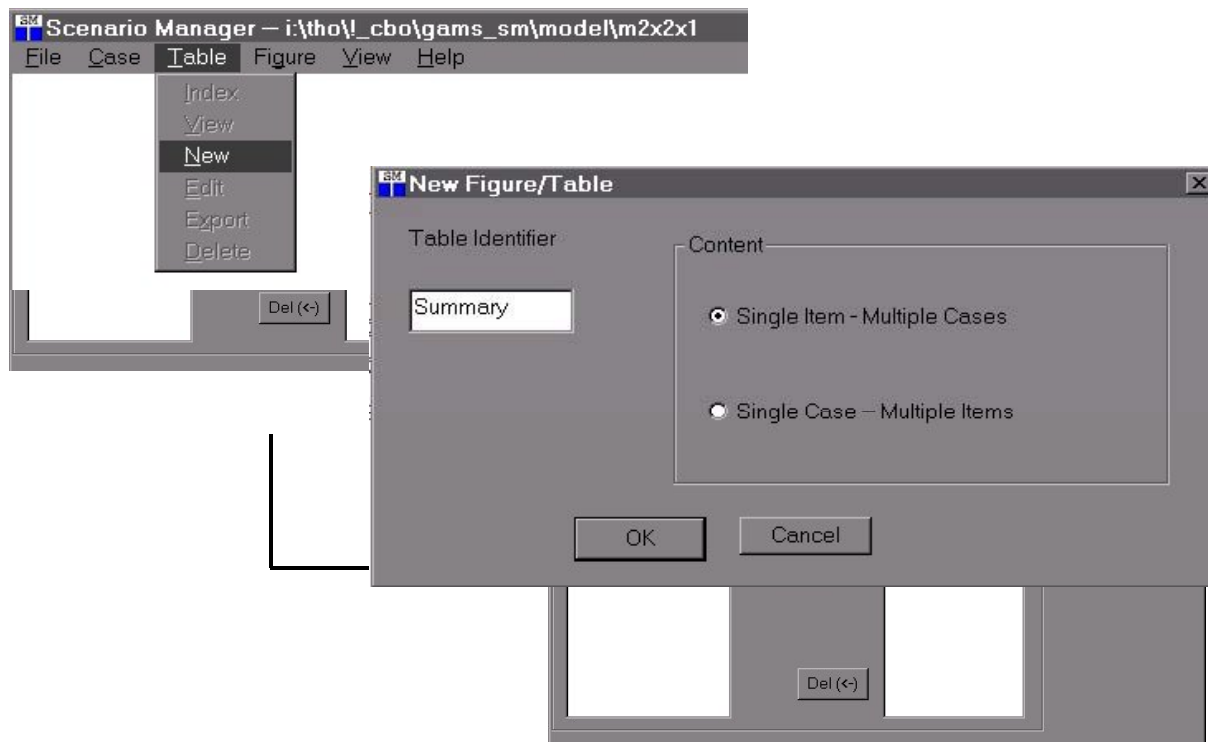 SM Scenario Manager – i:\tho\!_cbo\gams_sm\model\m2x2x1
File Case Table Figure View Help
Index
View
New
Edit
Export
Delete
Del (<-)
SM New Figure/Table
Table Identifier
Summary
Content
Single Item - Multiple Cases
Single Case – Multiple Items
OK Cancel
Del (<-)